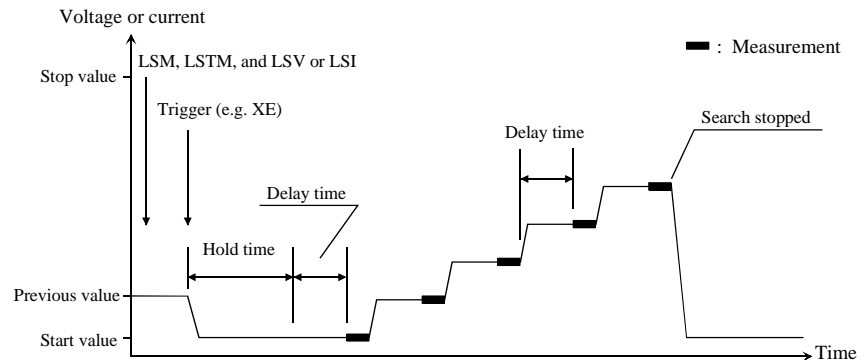 Voltage or current
LSM, LSTM, and LSV or LSI
: Measurement
Stop value
Trigger (e.g. XE)
Search stopped
Delay time
Delay time
Hold time
Previous value
Start value
Time